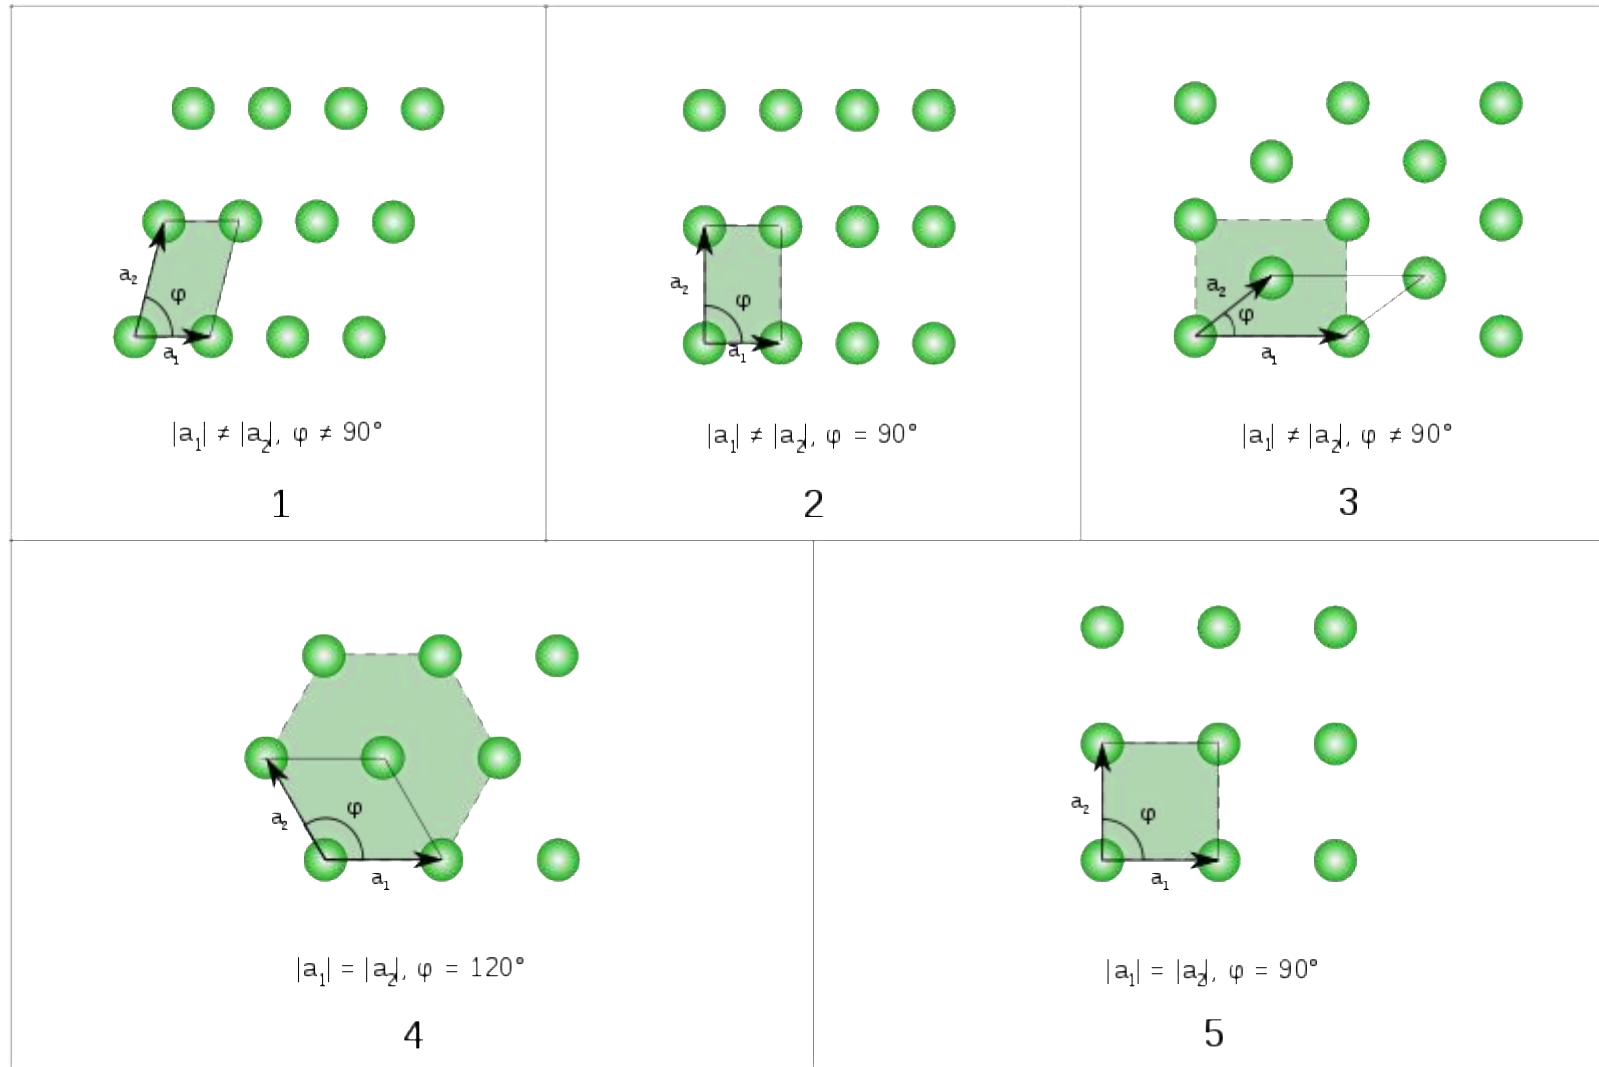 a₂
φ
a₁
|a₁| ≠ |a₂|, φ ≠ 90°
1
a₂
φ
a₁
|a₁| ≠ |a₂|, φ = 90°
2
a₂
φ
a₁
|a₁| ≠ |a₂|, φ ≠ 90°
3
φ
a₂
a₁
|a₁| = |a₂|, φ = 120°
4
a₂
φ
a₁
|a₁| = |a₂|, φ = 90°
5